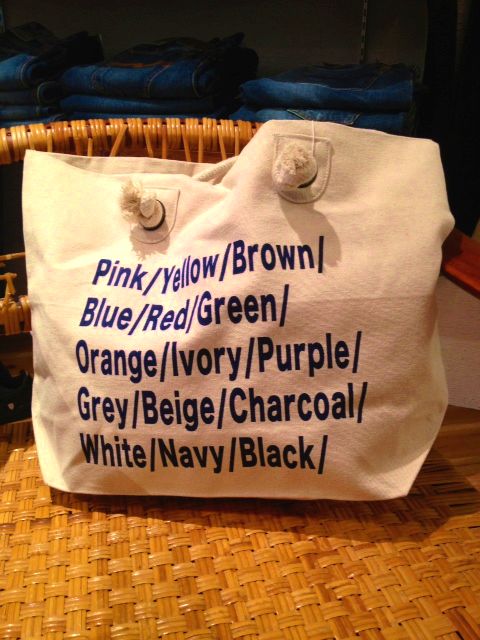 Pink/Yellow/Brown/
Blue/Red/Green/
Orange/Ivory/Purple/
Grey/Beige/Charcoal/
White/Navy/Black/